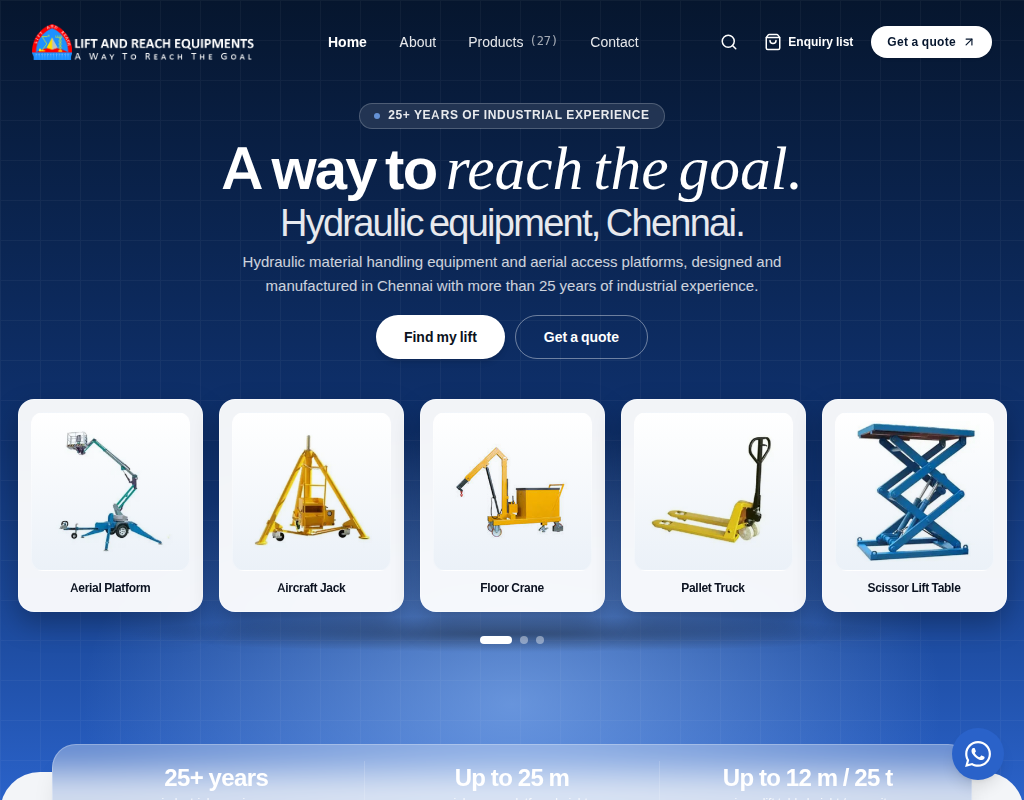 LIFT AND REACH EQUIPMENTS
A WAY TO REACH THE GOAL
Home
About
Products (27)
Contact
Enquiry list
Get a quote
25+ YEARS OF INDUSTRIAL EXPERIENCE
A way to reach the goal.
Hydraulic equipment, Chennai.
Hydraulic material handling equipment and aerial access platforms, designed and
manufactured in Chennai with more than 25 years of industrial experience.
Find my lift
Get a quote
Aerial Platform
Aircraft Jack
Floor Crane
Pallet Truck
Scissor Lift Table
25+ years
Up to 25 m
Up to 12 m / 25 t